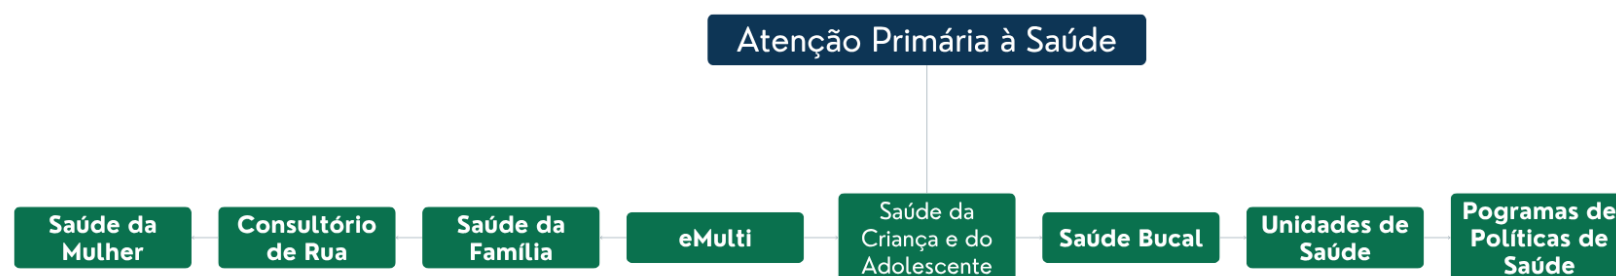 Atenção Primária à Saúde
Saúde da
Mulher
Consultório
de Rua
Saúde da
Família
eMulti
Saúde da
Criança e do
Adolescente
Saúde Bucal
Unidades de
Saúde
Pogramas de
Políticas de
Saúde